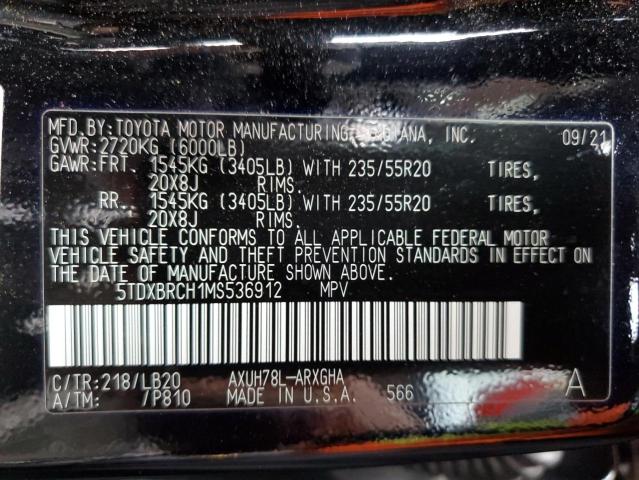 MFD.BY:TOYOTA MOTOR MANUFACTURING, INDIANA, INC. 09/21
GVWR:2720KG (6000LB)
GAWR:FRT. 1545KG (3405LB) WITH 235/55R20 TIRES,
20X8J RIMS.
RR.. 1545KG (3405LB) WITH 235/55R20 TIRES,
20X8J RIMS.
THIS VEHICLE CONFORMS TO ALL APPLICABLE FEDERAL MOTOR
VEHICLE SAFETY AND THEFT PREVENTION STANDARDS IN EFFECT ON
THE DATE OF MANUFACTURE SHOWN ABOVE.
5TDXBRCH1MS536912 MPV
C/TR:218/LB20 AXUH78L-ARXGHA A
A/TM: /P810 MADE IN U.S.A. 566